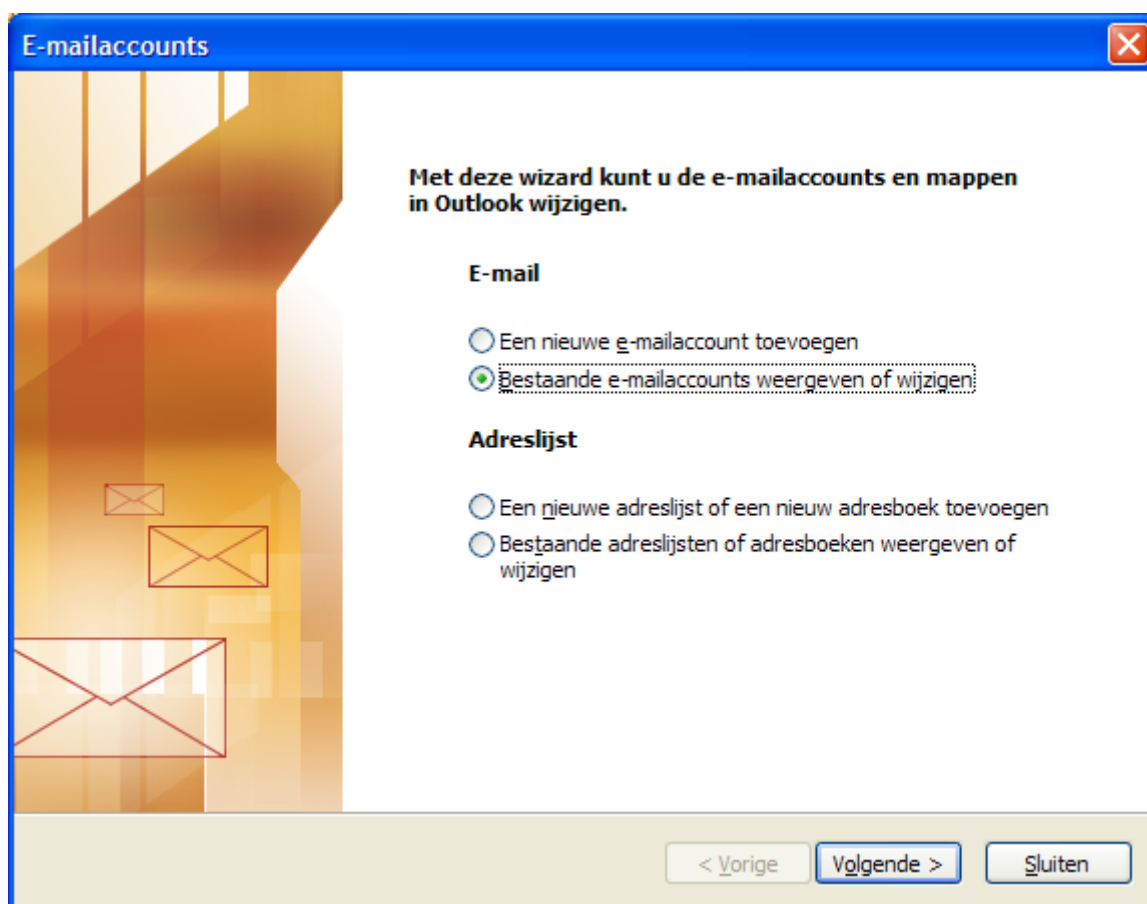 E-mailaccounts
Met deze wizard kunt u de e-mailaccounts en mappen
in Outlook wijzigen.
E-mail
Een nieuwe e-mailaccount toevoegen
Bestaande e-mailaccounts weergeven of wijzigen
Adreslijst
Een nieuwe adreslijst of een nieuw adresboek toevoegen
Bestaande adreslijsten of adresboeken weergeven of
wijzigen
< Vorige
Volgende >
Sluiten